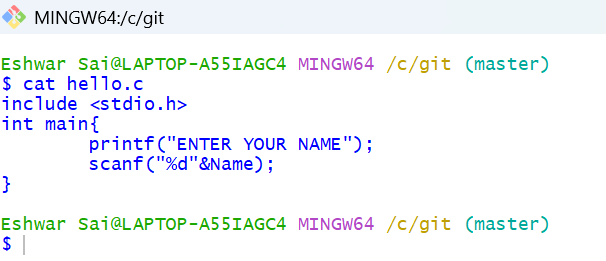 MINGW64:/c/git
Eshwar Sai@LAPTOP-A55IAGC4 MINGW64 /c/git (master)
$ cat hello.c
include <stdio.h>
int main{
        printf("ENTER YOUR NAME");
        scanf("%d"&Name);
}
Eshwar Sai@LAPTOP-A55IAGC4 MINGW64 /c/git (master)
$